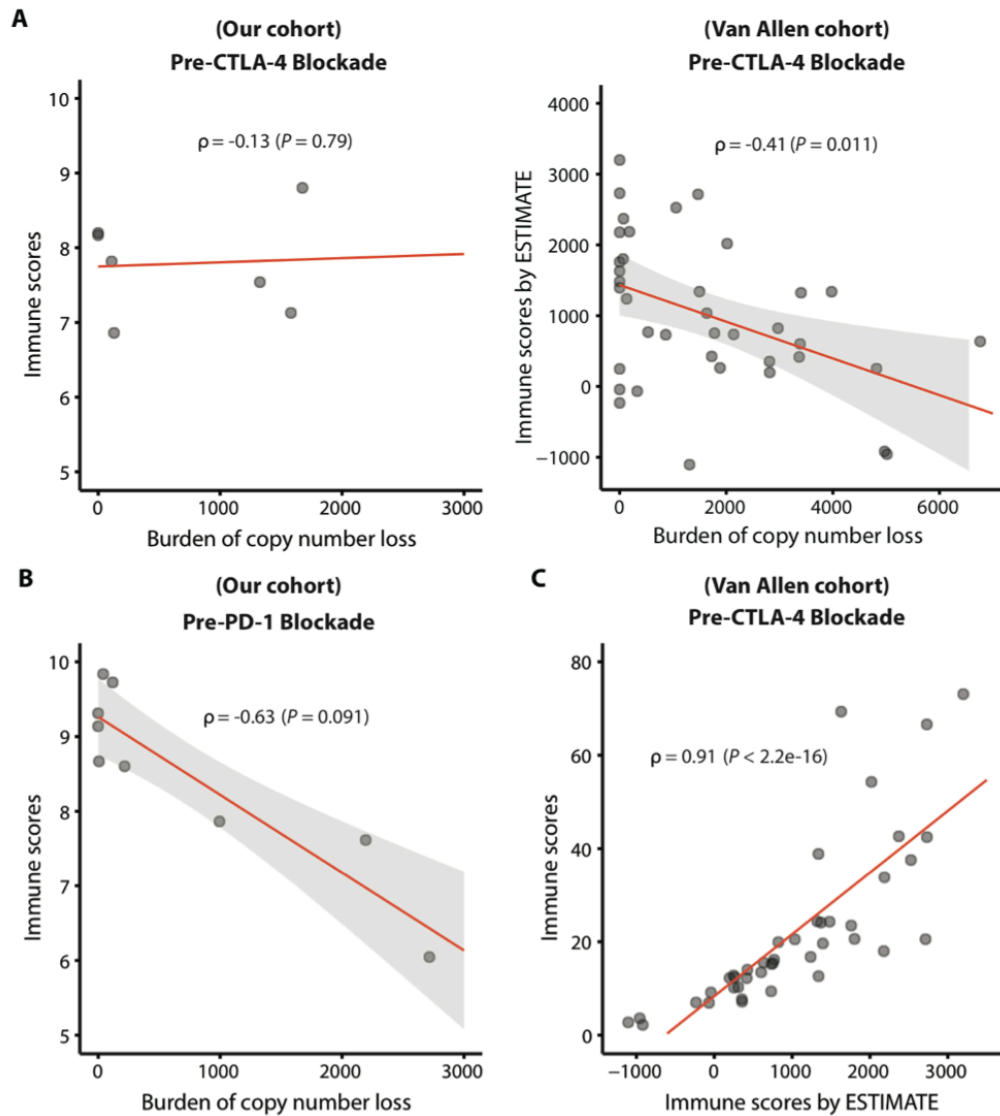 A
(Our cohort)
Pre-CTLA-4 Blockade
ρ = -0.13 (P = 0.79)
Immune scores
10
9
8
7
6
5
0
1000
2000
3000
Burden of copy number loss
(Van Allen cohort)
Pre-CTLA-4 Blockade
ρ = -0.41 (P = 0.011)
Immune scores by ESTIMATE
4000
3000
2000
1000
0
−1000
0
2000
4000
6000
Burden of copy number loss
B
(Our cohort)
Pre-PD-1 Blockade
ρ = -0.63 (P = 0.091)
Immune scores
10
9
8
7
6
5
0
1000
2000
3000
Burden of copy number loss
C
(Van Allen cohort)
Pre-CTLA-4 Blockade
ρ = 0.91 (P < 2.2e-16)
Immune scores
80
60
40
20
0
−1000
0
1000
2000
3000
Immune scores by ESTIMATE